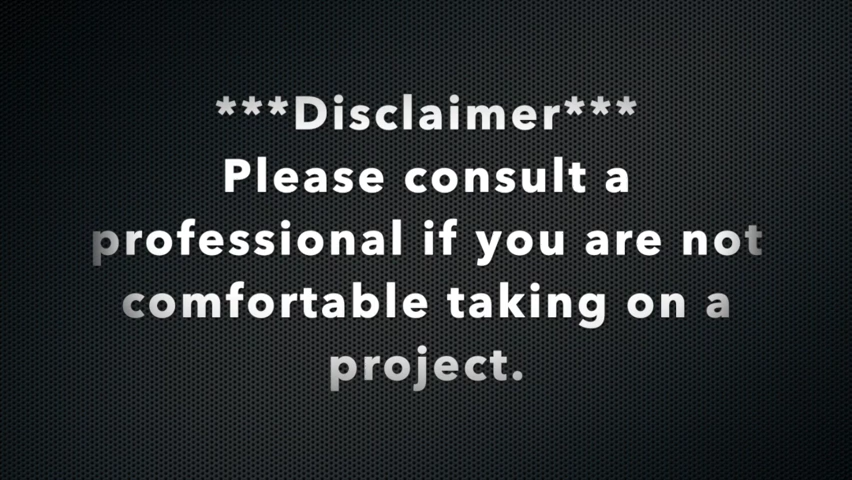 ***Disclaimer***
Please consult a
professional if you are not
comfortable taking on a
project.